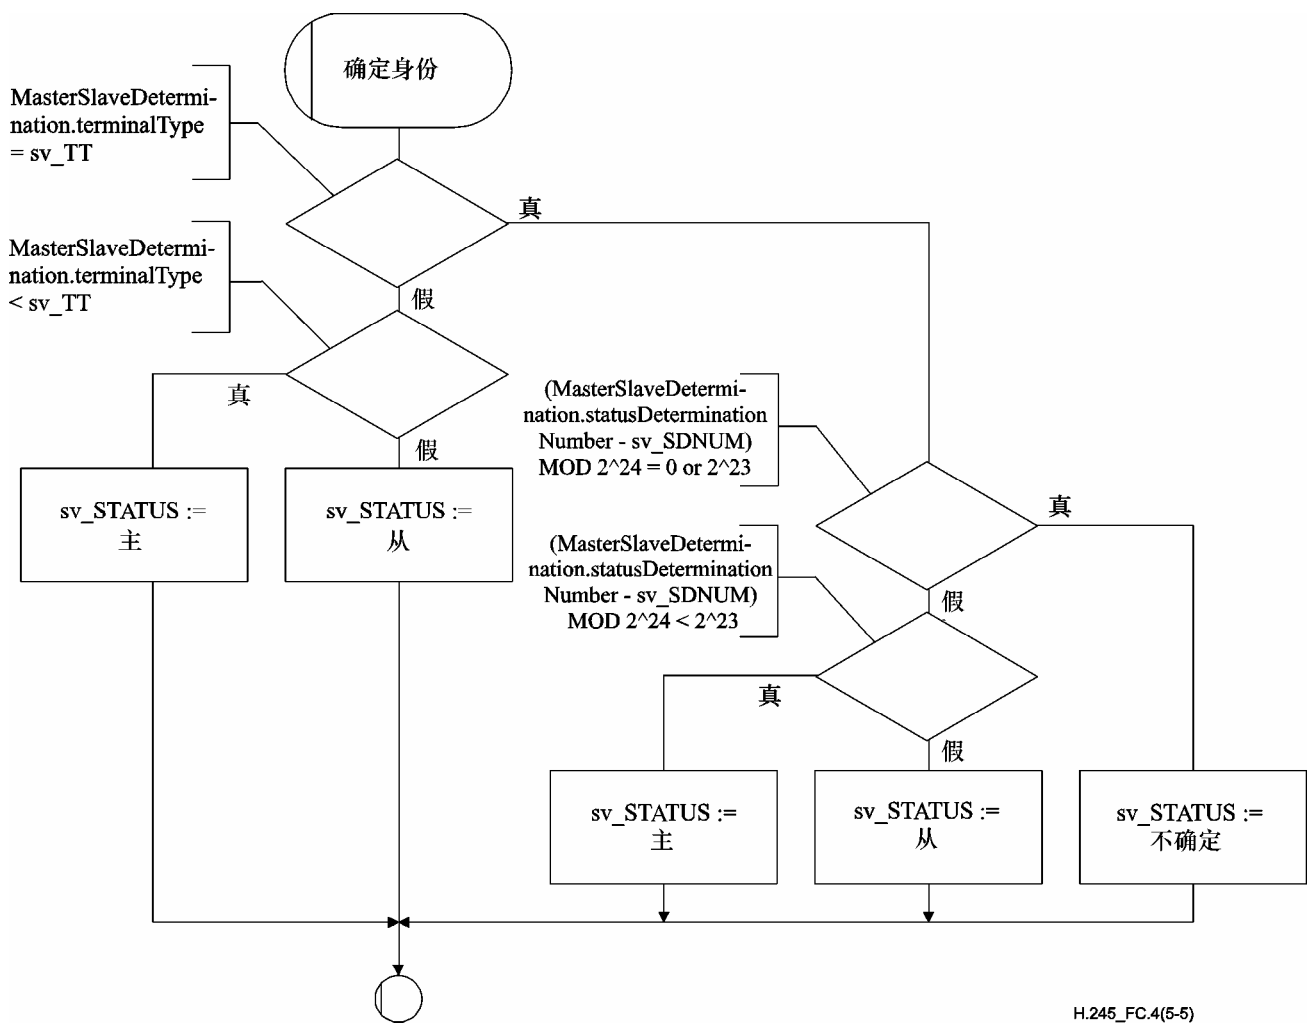 确定身份
MasterSlaveDetermi-
nation.terminalType
= sv_TT
真
MasterSlaveDetermi-
nation.terminalType
< sv_TT
假
真
假
(MasterSlaveDetermi-
nation.statusDetermination
Number - sv_SDNUM)
MOD 2^24 = 0 or 2^23
真
sv_STATUS :=
主
sv_STATUS :=
从
(MasterSlaveDetermi-
nation.statusDetermination
Number - sv_SDNUM)
MOD 2^24 < 2^23
假
真
假
sv_STATUS :=
主
sv_STATUS :=
从
sv_STATUS :=
不确定
H.245_FC.4(5-5)